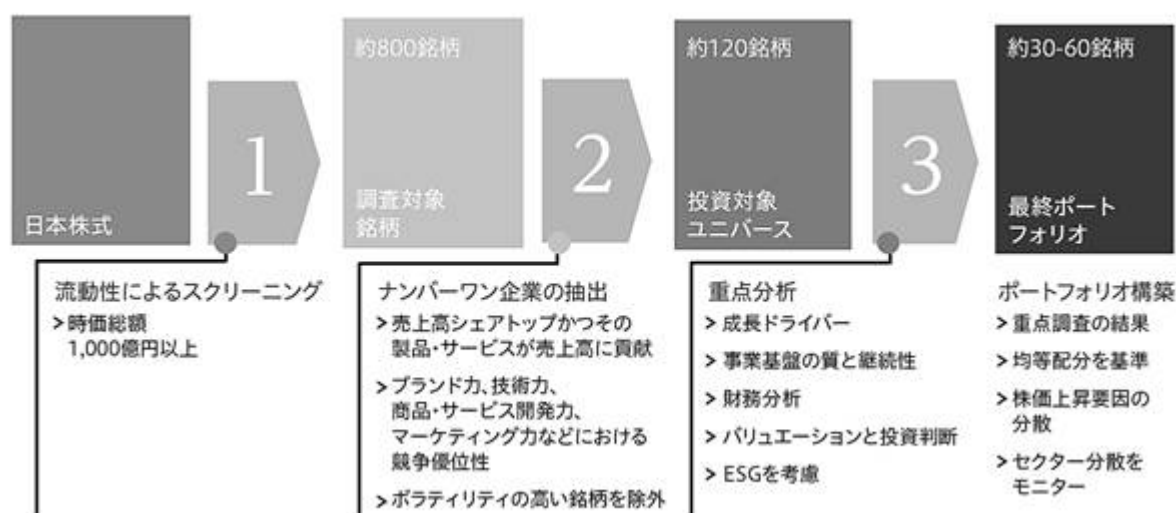 日本株式
1
約800銘柄
調査対象
銘柄
2
約120銘柄
投資対象
ユニバース
3
約30-60銘柄
最終ポート
フォリオ
流動性によるスクリーニング
> 時価総額
1,000億円以上
ナンバーワン企業の抽出
> 売上高シェアトップかつその
製品・サービスが売上高に貢献
> ブランド力、技術力、
商品・サービス開発力、
マーケティング力などにおける
競争優位性
> ボラティリティの高い銘柄を除外
重点分析
> 成長ドライバー
> 事業基盤の質と継続性
> 財務分析
> バリュエーションと投資判断
> ESGを考慮
ポートフォリオ構築
> 重点調査の結果
> 均等配分を基準
> 株価上昇要因の
分散
> セクター分散を
モニター